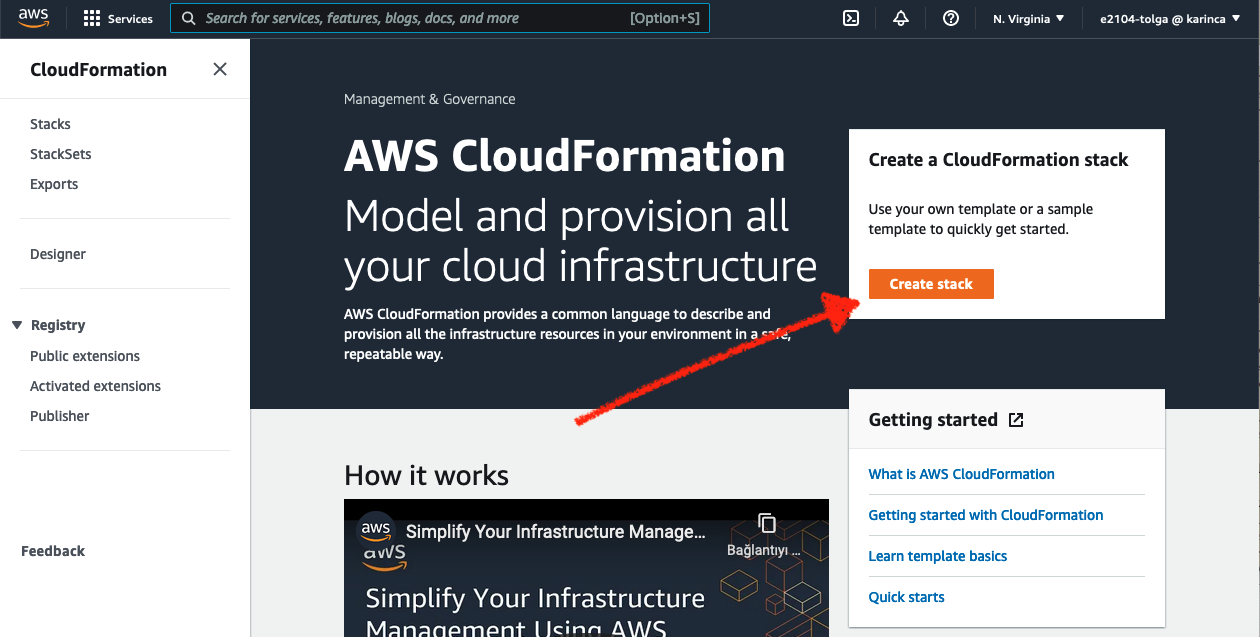 aws
Services
Search for services, features, blogs, docs, and more
[Option+S]
N. Virginia ▼
e2104-tolga @ karinca ▼
CloudFormation
Stacks
StackSets
Exports
Designer
▼ Registry
Public extensions
Activated extensions
Publisher
Feedback
Management & Governance
AWS CloudFormation
Model and provision all
your cloud infrastructure
AWS CloudFormation provides a common language to describe and
provision all the infrastructure resources in your environment in a safe,
repeatable way.
Create a CloudFormation stack
Use your own template or a sample
template to quickly get started.
Create stack
How it works
aws
Simplify Your Infrastructure Manage...
Bağlantıyı ...
aws
Simplify Your Infrastructure
Management Using AWS
Getting started
What is AWS CloudFormation
Getting started with CloudFormation
Learn template basics
Quick starts